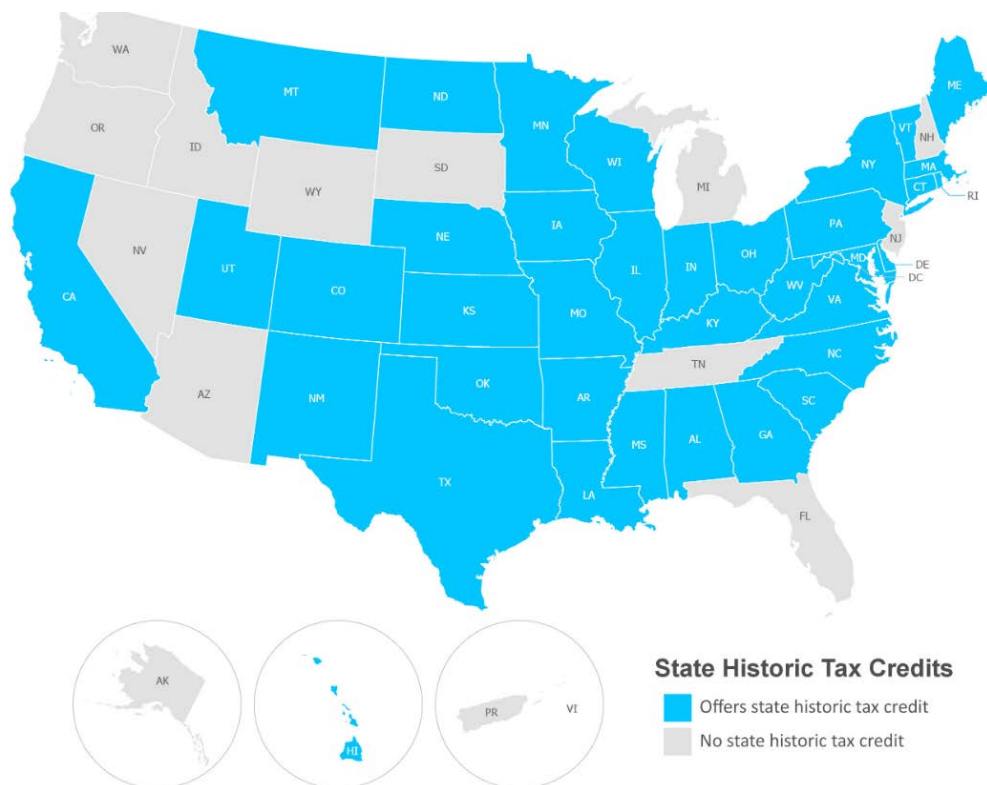 WA
MT
ND
MN
ME
OR
ID
VT
NH
WI
NY
MA
SD
MI
WY
CT
RI
PA
NJ
NE
IA
NV
OH
UT
IL
IN
MD
DE
DC
CA
CO
WV
VA
KS
MO
KY
NC
TN
AZ
OK
NM
AR
SC
MS
AL
GA
TX
LA
FL
AK
HI
PR
VI
State Historic Tax Credits
Offers state historic tax credit
No state historic tax credit